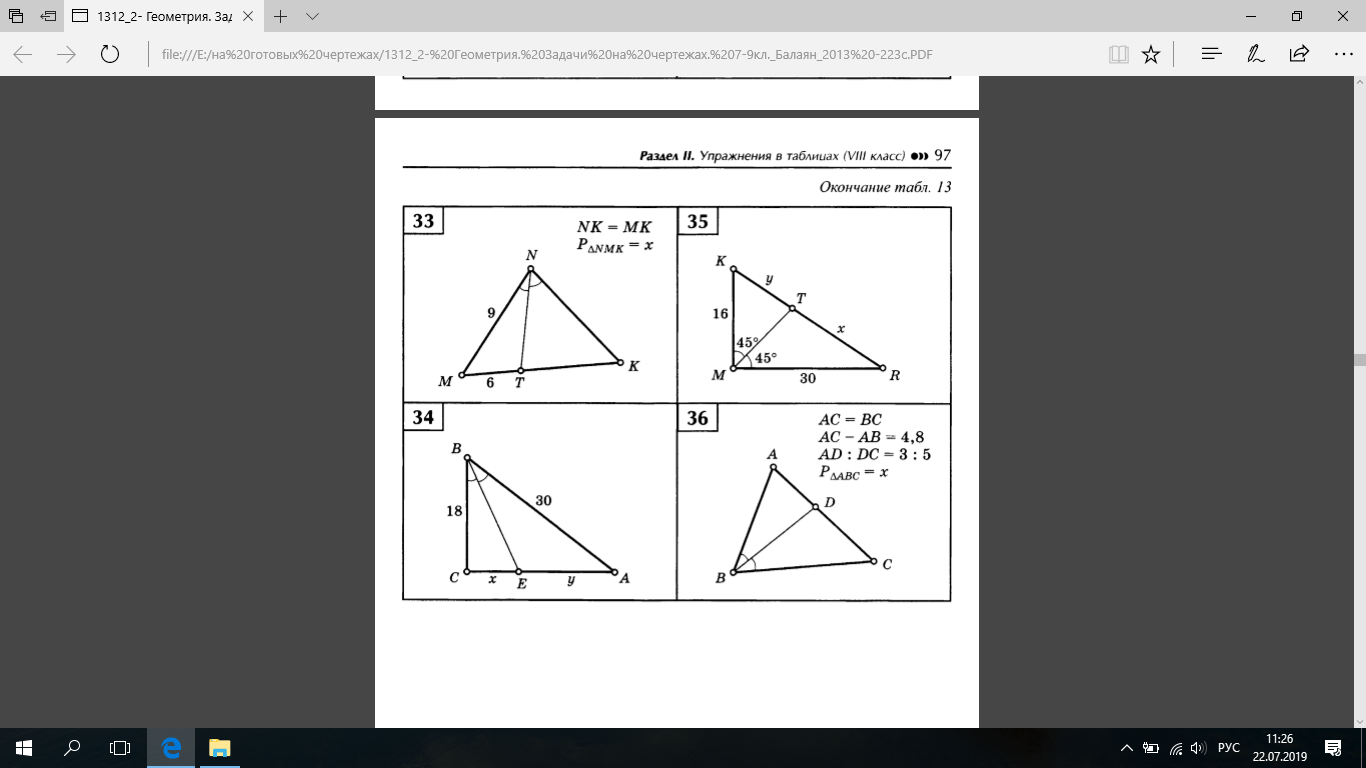 1312_2- Геометрия. Зад
file:///E:/на%20готовых%20чертежах/1312_2-%20Геометрия.%20Задачи%20на%20чертежах.%207-9кл._Балаян_2013%20-223с.PDF
Раздел II. Упражнения в таблицах (VIII класс) 97
Окончание табл. 13
33
NK = MK
P△NMK = x
N
9
M 6 T K
35
K
y
T
16
x
45°
45°
M 30 R
34
B
30
18
C x E y A
36
AC = BC
AC − AB = 4,8
AD : DC = 3 : 5
P△ABC = x
A
D
B C
РУС
11:26
22.07.2019